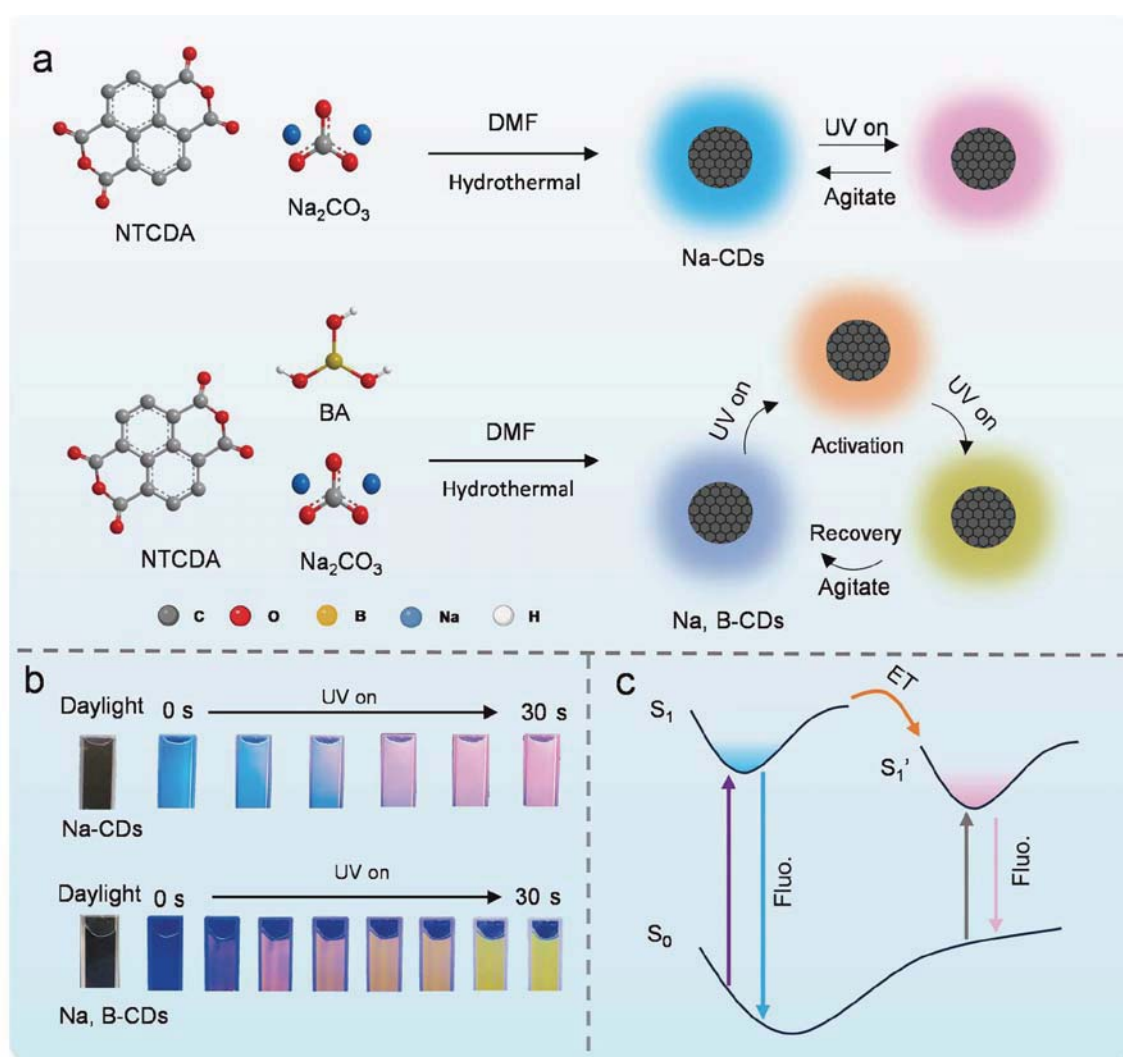 a
NTCDA
Na₂CO₃
DMF
Hydrothermal
Na-CDs
UV on
Agitate
NTCDA
BA
Na₂CO₃
DMF
Hydrothermal
UV on
Activation
UV on
Recovery
Agitate
Na, B-CDs
C O B Na H
b
Daylight 0 s UV on 30 s
Na-CDs
Daylight 0 s UV on 30 s
Na, B-CDs
c
S₁
ET
S₁'
Fluo.
Fluo.
S₀